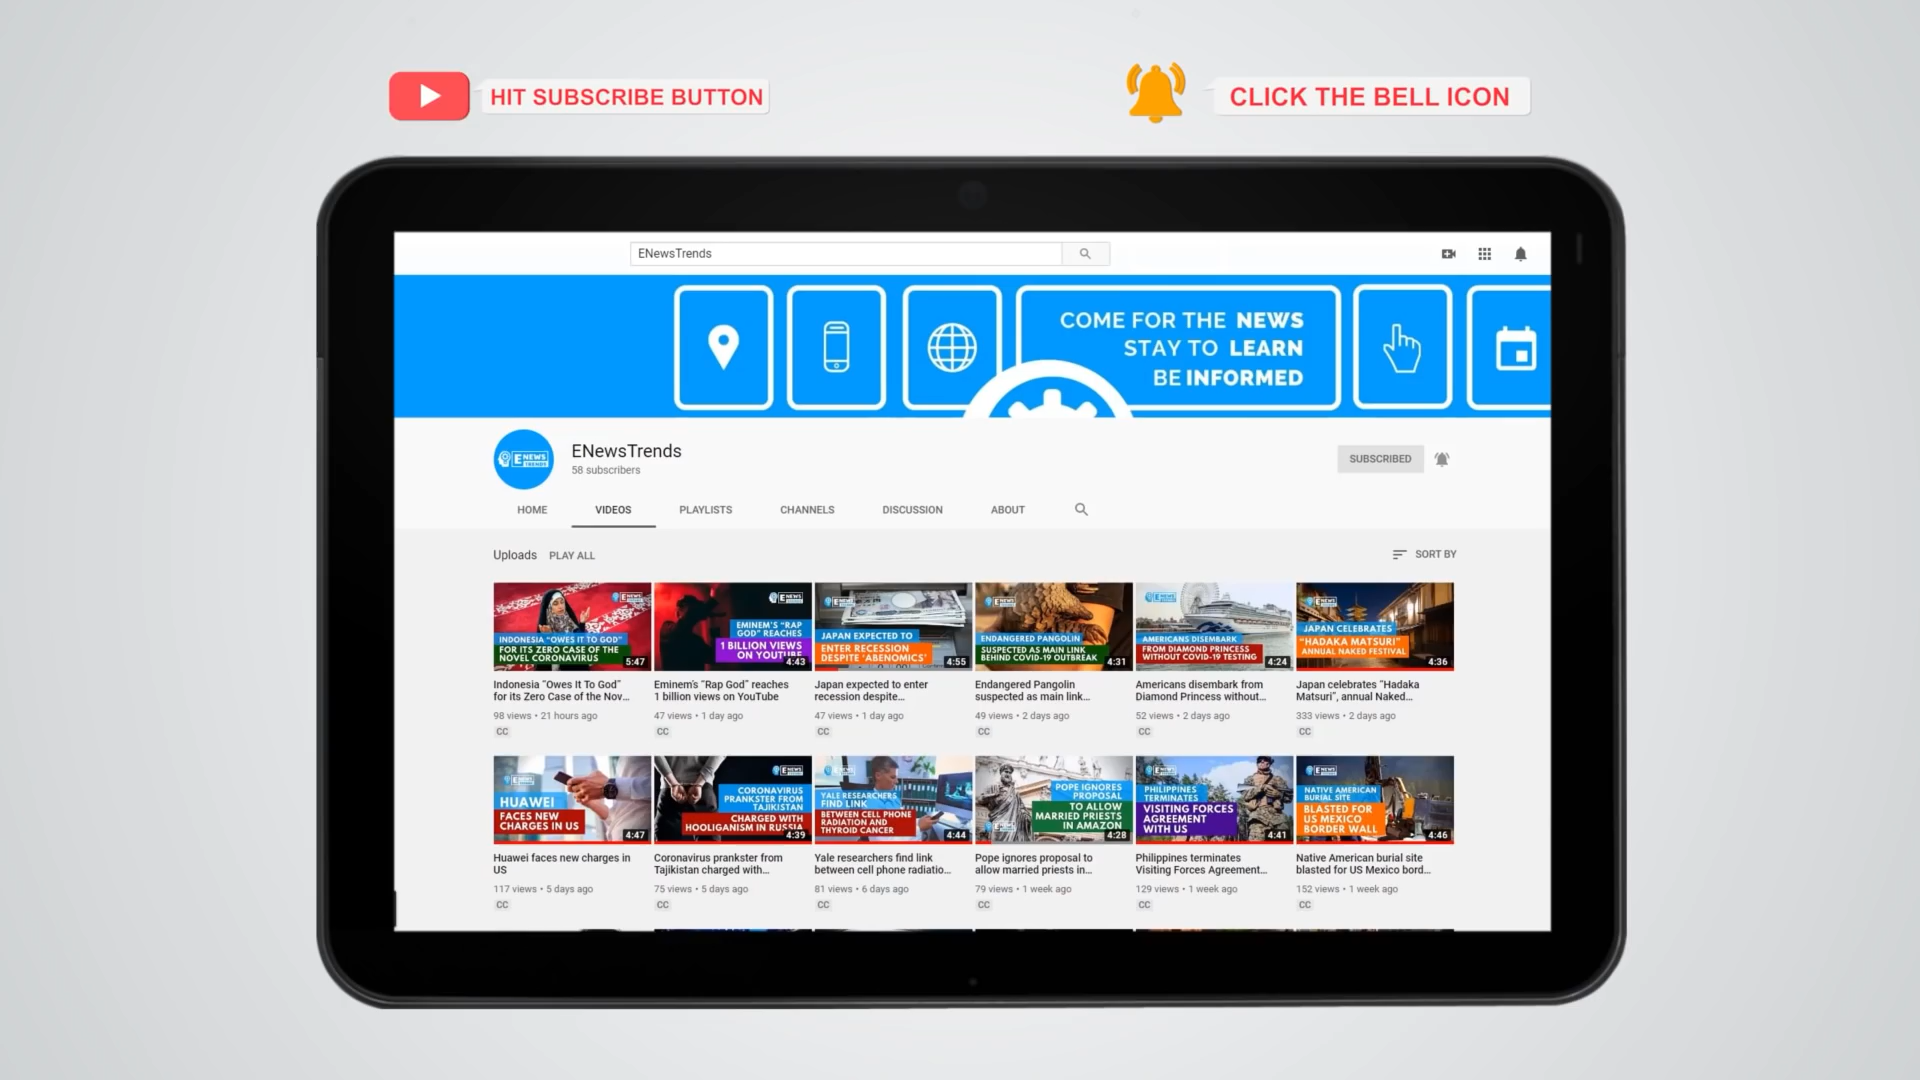 HIT SUBSCRIBE BUTTON
CLICK THE BELL ICON
ENewsTrends
COME FOR THE NEWS
STAY TO LEARN
BE INFORMED
E NEWS
TRENDS
ENewsTrends
58 subscribers
SUBSCRIBED
HOME VIDEOS PLAYLISTS CHANNELS DISCUSSION ABOUT
Uploads PLAY ALL
SORT BY
INDONESIA "OWES IT TO GOD"
FOR ITS ZERO CASE OF THE
NOVEL CORONAVIRUS
5:47
EMINEM'S "RAP
GOD" REACHES
1 BILLION VIEWS
ON YOUTUBE
4:43
JAPAN EXPECTED TO
ENTER RECESSION
DESPITE 'ABENOMICS'
4:55
ENDANGERED PANGOLIN
SUSPECTED AS MAIN LINK
BEHIND COVID-19 OUTBREAK
4:31
AMERICANS DISEMBARK
FROM DIAMOND PRINCESS
WITHOUT COVID-19 TESTING
4:24
JAPAN CELEBRATES
"HADAKA MATSURI"
ANNUAL NAKED FESTIVAL
4:36
Indonesia "Owes It To God"
for its Zero Case of the Nov...
98 views • 21 hours ago
CC
Eminem's "Rap God" reaches
1 billion views on YouTube
47 views • 1 day ago
CC
Japan expected to enter
recession despite...
47 views • 1 day ago
CC
Endangered Pangolin
suspected as main link...
49 views • 2 days ago
CC
Americans disembark from
Diamond Princess without...
52 views • 2 days ago
CC
Japan celebrates "Hadaka
Matsuri", annual Naked...
333 views • 2 days ago
CC
HUAWEI
FACES NEW
CHARGES IN US
4:47
CORONAVIRUS
PRANKSTER FROM
TAJIKISTAN
CHARGED WITH
HOOLIGANISM IN RUSSIA
4:39
YALE RESEARCHERS
FIND LINK
BETWEEN CELL PHONE
RADIATION AND
THYROID CANCER
4:44
POPE IGNORES
PROPOSAL
TO ALLOW
MARRIED PRIESTS
IN AMAZON
4:28
PHILIPPINES
TERMINATES
VISITING FORCES
AGREEMENT
WITH US
4:41
NATIVE AMERICAN
BURIAL SITE
BLASTED FOR
US MEXICO
BORDER WALL
4:46
Huawei faces new charges in
US
117 views • 5 days ago
CC
Coronavirus prankster from
Tajikistan charged with...
75 views • 5 days ago
CC
Yale researchers find link
between cell phone radiatio...
81 views • 6 days ago
CC
Pope ignores proposal to
allow married priests in...
79 views • 1 week ago
CC
Philippines terminates
Visiting Forces Agreement...
129 views • 1 week ago
CC
Native American burial site
blasted for US Mexico bord...
152 views • 1 week ago
CC